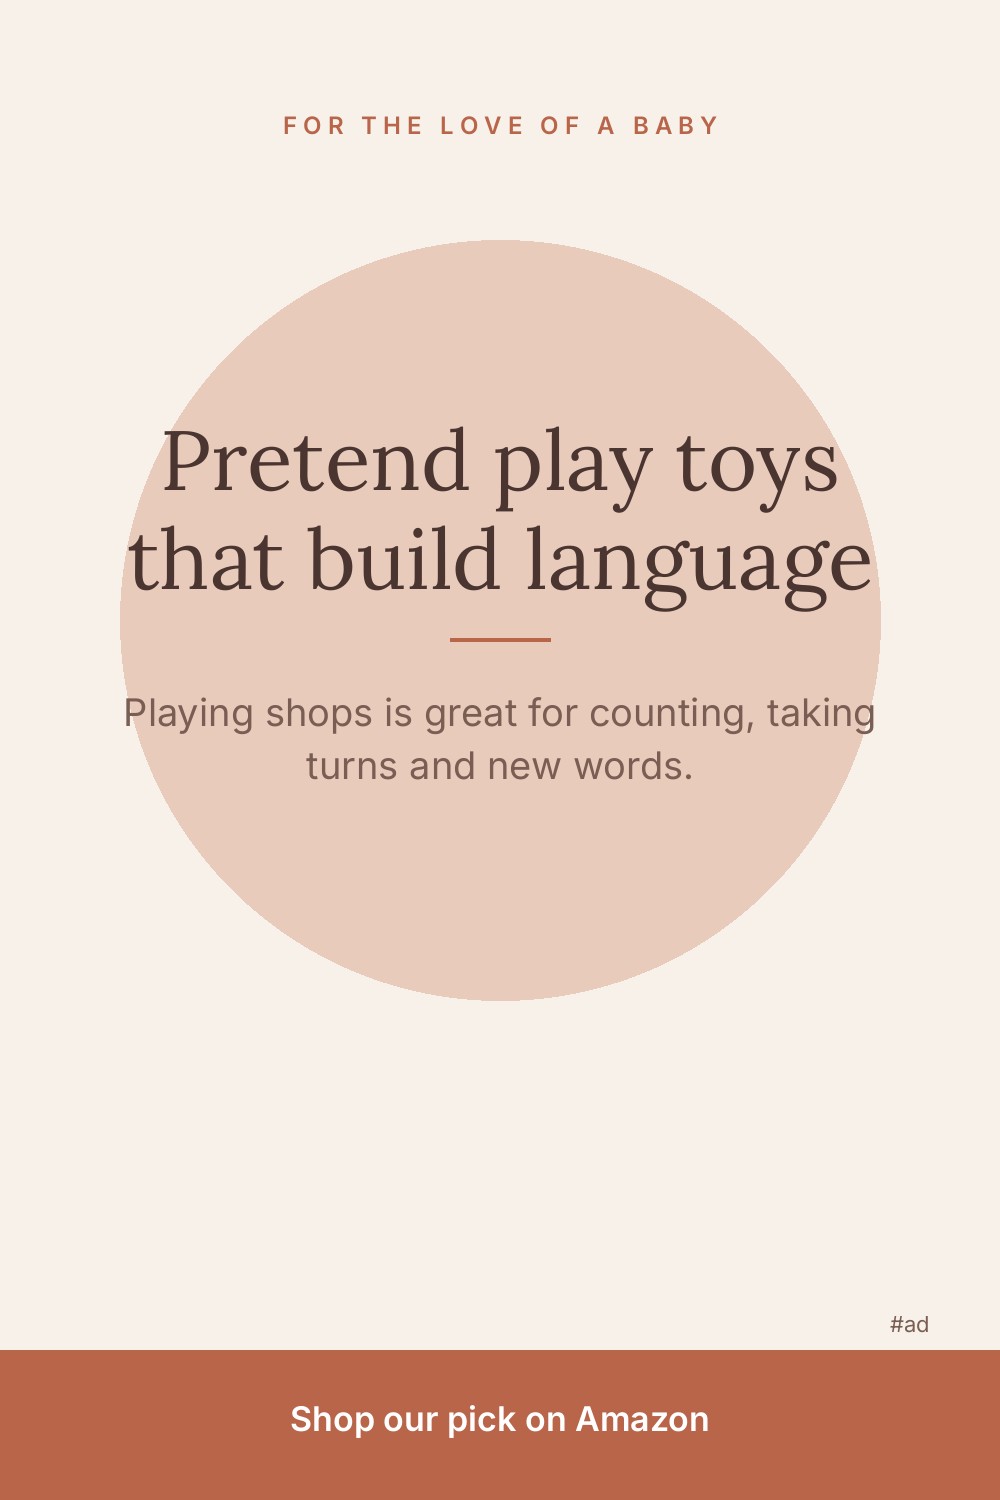 FOR THE LOVE OF A BABY
Pretend play toys
that build language
Playing shops is great for counting, taking
turns and new words.
#ad
Shop our pick on Amazon